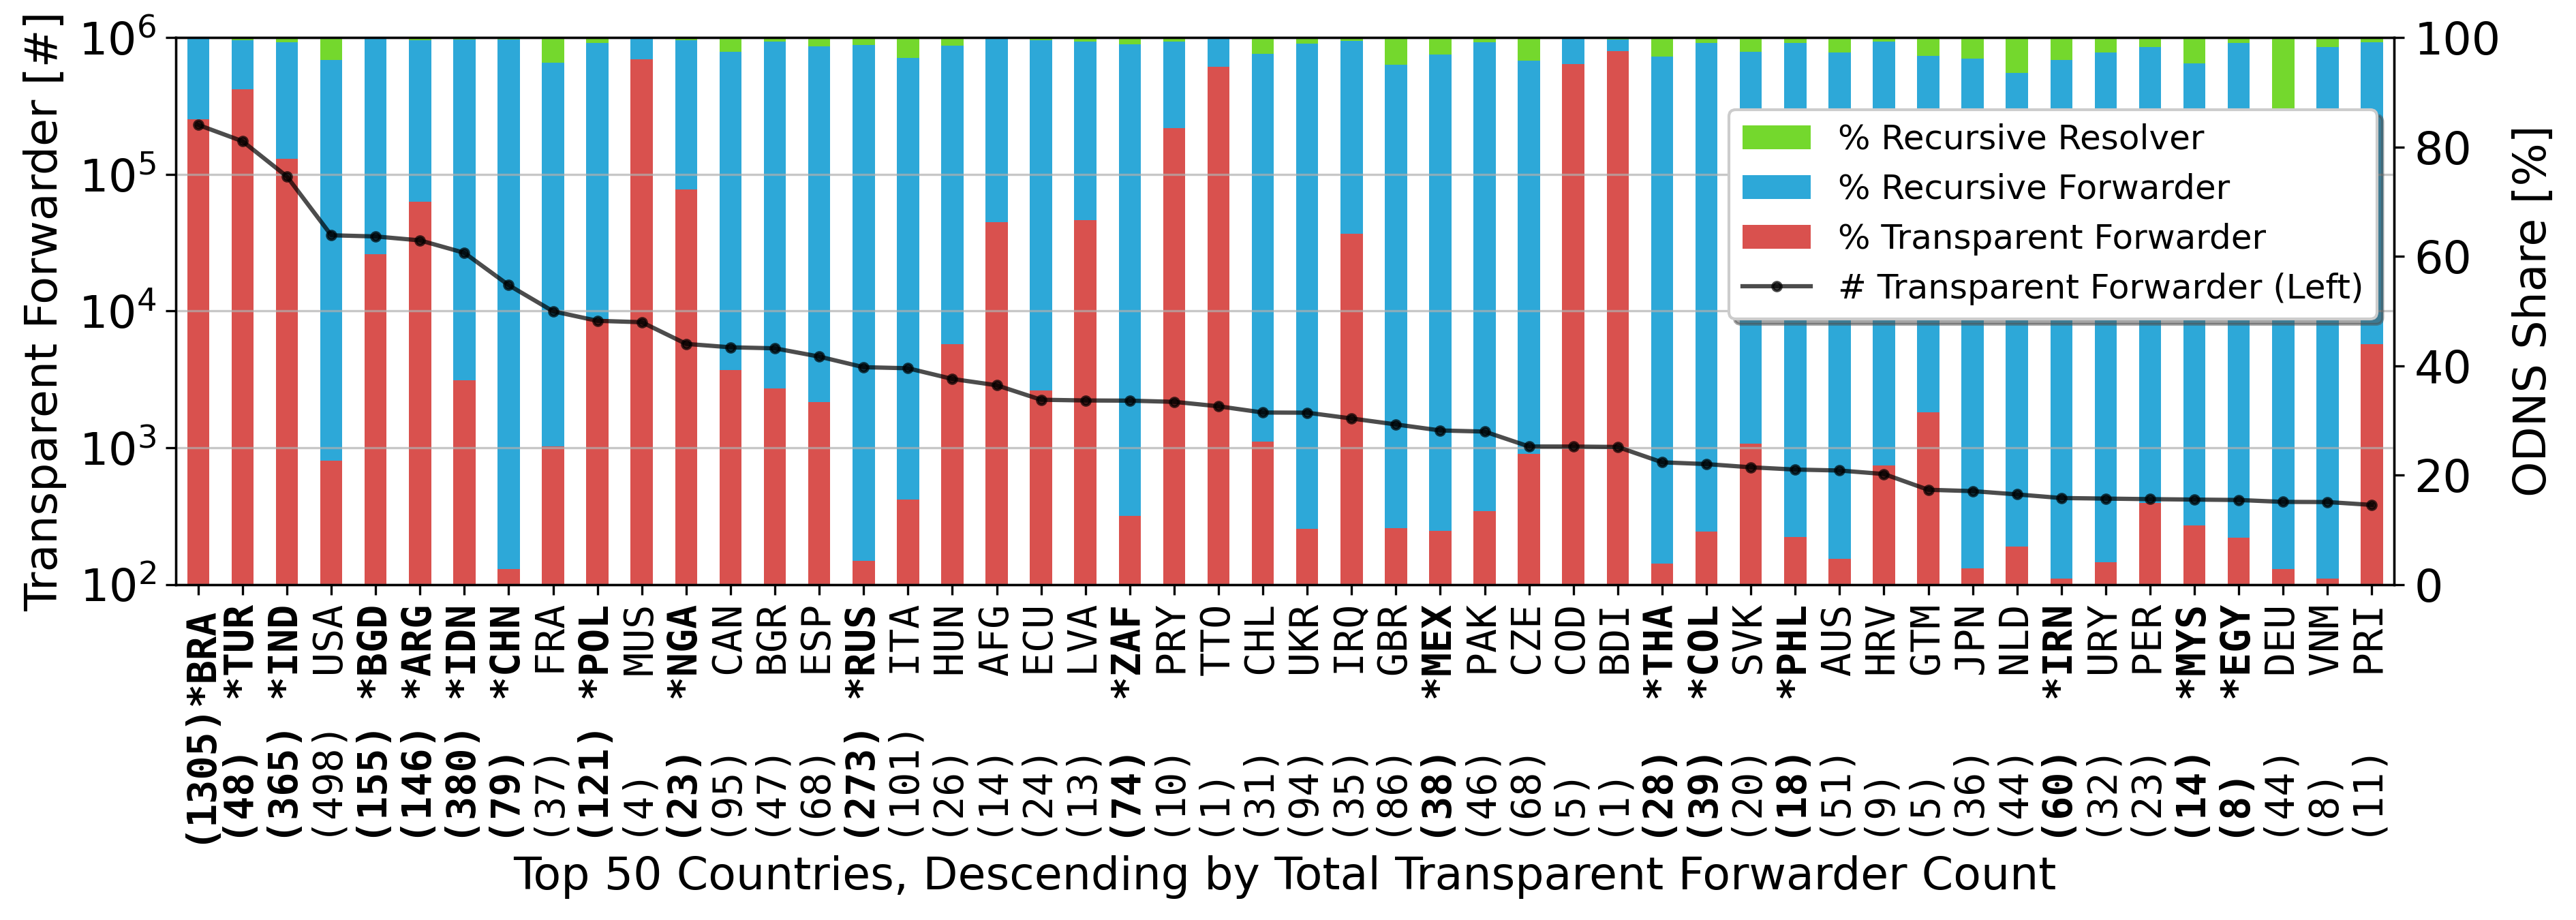 Transparent Forwarder [#]
10^6
10^5
10^4
10^3
10^2
100
80
60
40
20
0
ODNS Share [%]
% Recursive Resolver
% Recursive Forwarder
% Transparent Forwarder
# Transparent Forwarder (Left)
(1305)*BRA
(48) *TUR
(365) *IND
(498) USA
(155) *BGD
(146) *ARG
(380) *IDN
(79) *CHN
(37) FRA
(121) *POL
(4) MUS
(23) *NGA
(95) CAN
(47) BGR
(68) ESP
(273) *RUS
(101) ITA
(26) HUN
(14) AFG
(24) ECU
(13) LVA
(74) *ZAF
(10) PRY
(1) TTO
(31) CHL
(94) UKR
(35) IRQ
(86) GBR
(38) *MEX
(46) PAK
(68) CZE
(5) COD
(1) BDI
(28) *THA
(39) *COL
(20) SVK
(18) *PHL
(51) AUS
(9) HRV
(5) GTM
(36) JPN
(44) NLD
(60) *IRN
(32) URY
(23) PER
(14) *MYS
(8) *EGY
(44) DEU
(8) VNM
(11) PRI
Top 50 Countries, Descending by Total Transparent Forwarder Count